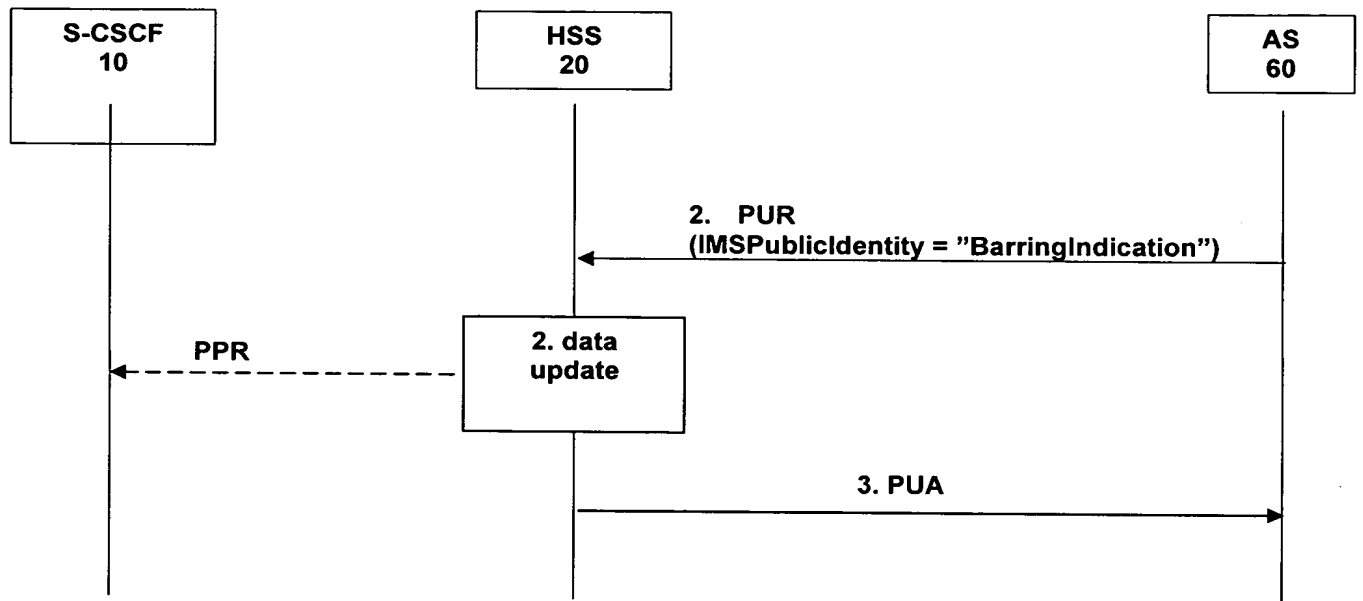 S-CSCF
10
HSS
20
AS
60
2. PUR
(IMSPublicIdentity = ”BarringIndication”)
2. data
update
PPR
3. PUA